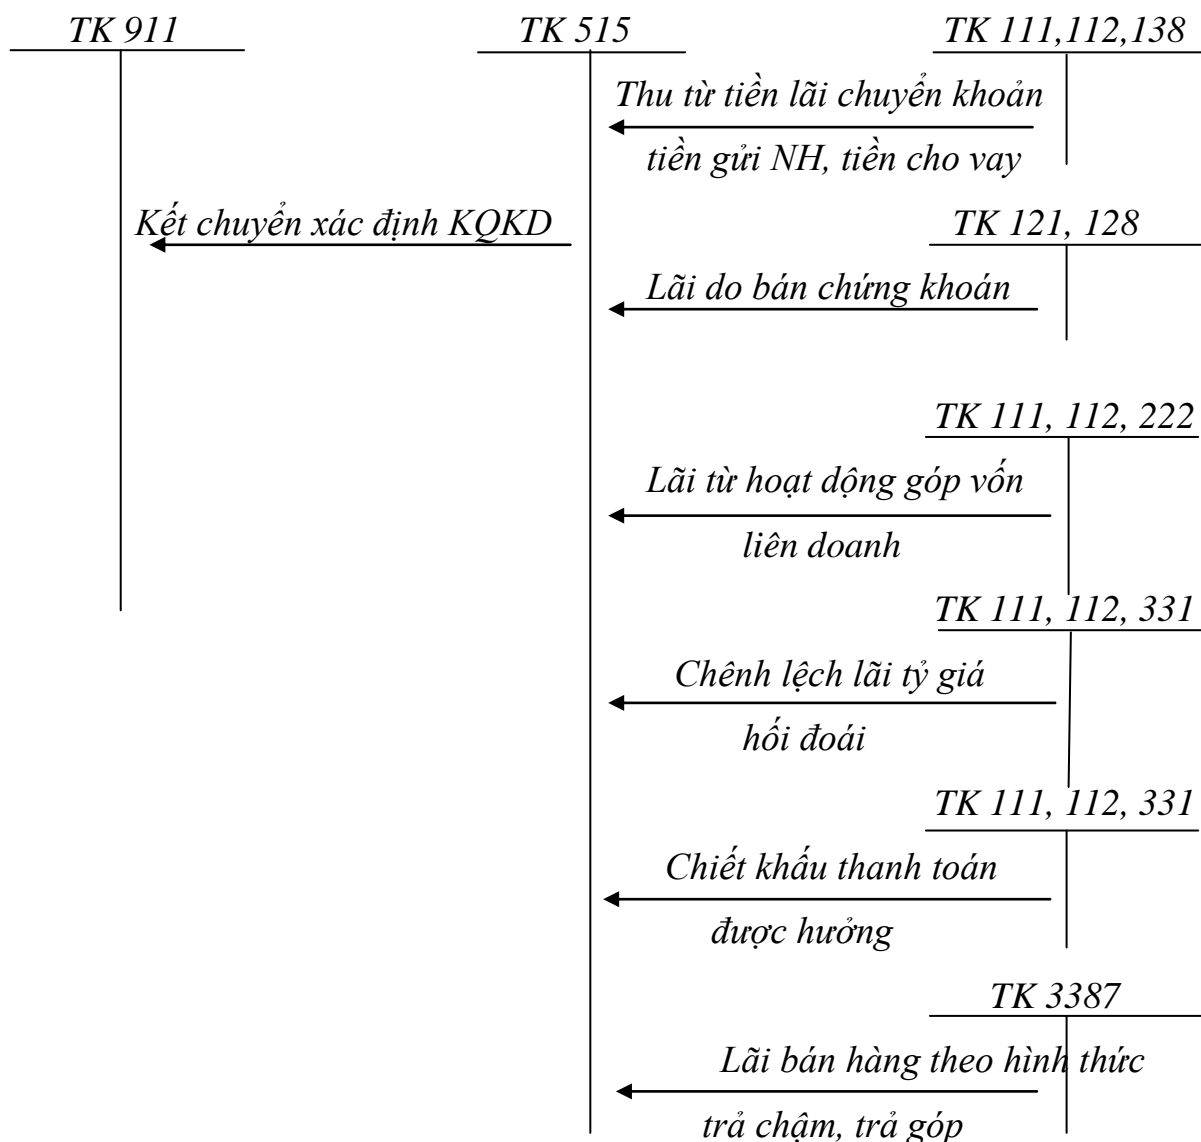 TK 911
TK 515
TK 111,112,138
Thu từ tiền lãi chuyển khoản
tiền gửi NH, tiền cho vay
Kết chuyển xác định KQKD
TK 121, 128
Lãi do bán chứng khoán
TK 111, 112, 222
Lãi từ hoạt dộng góp vốn
liên doanh
TK 111, 112, 331
Chênh lệch lãi tỷ giá
hối đoái
TK 111, 112, 331
Chiết khấu thanh toán
được hưởng
TK 3387
Lãi bán hàng theo hình thức
trả chậm, trả góp